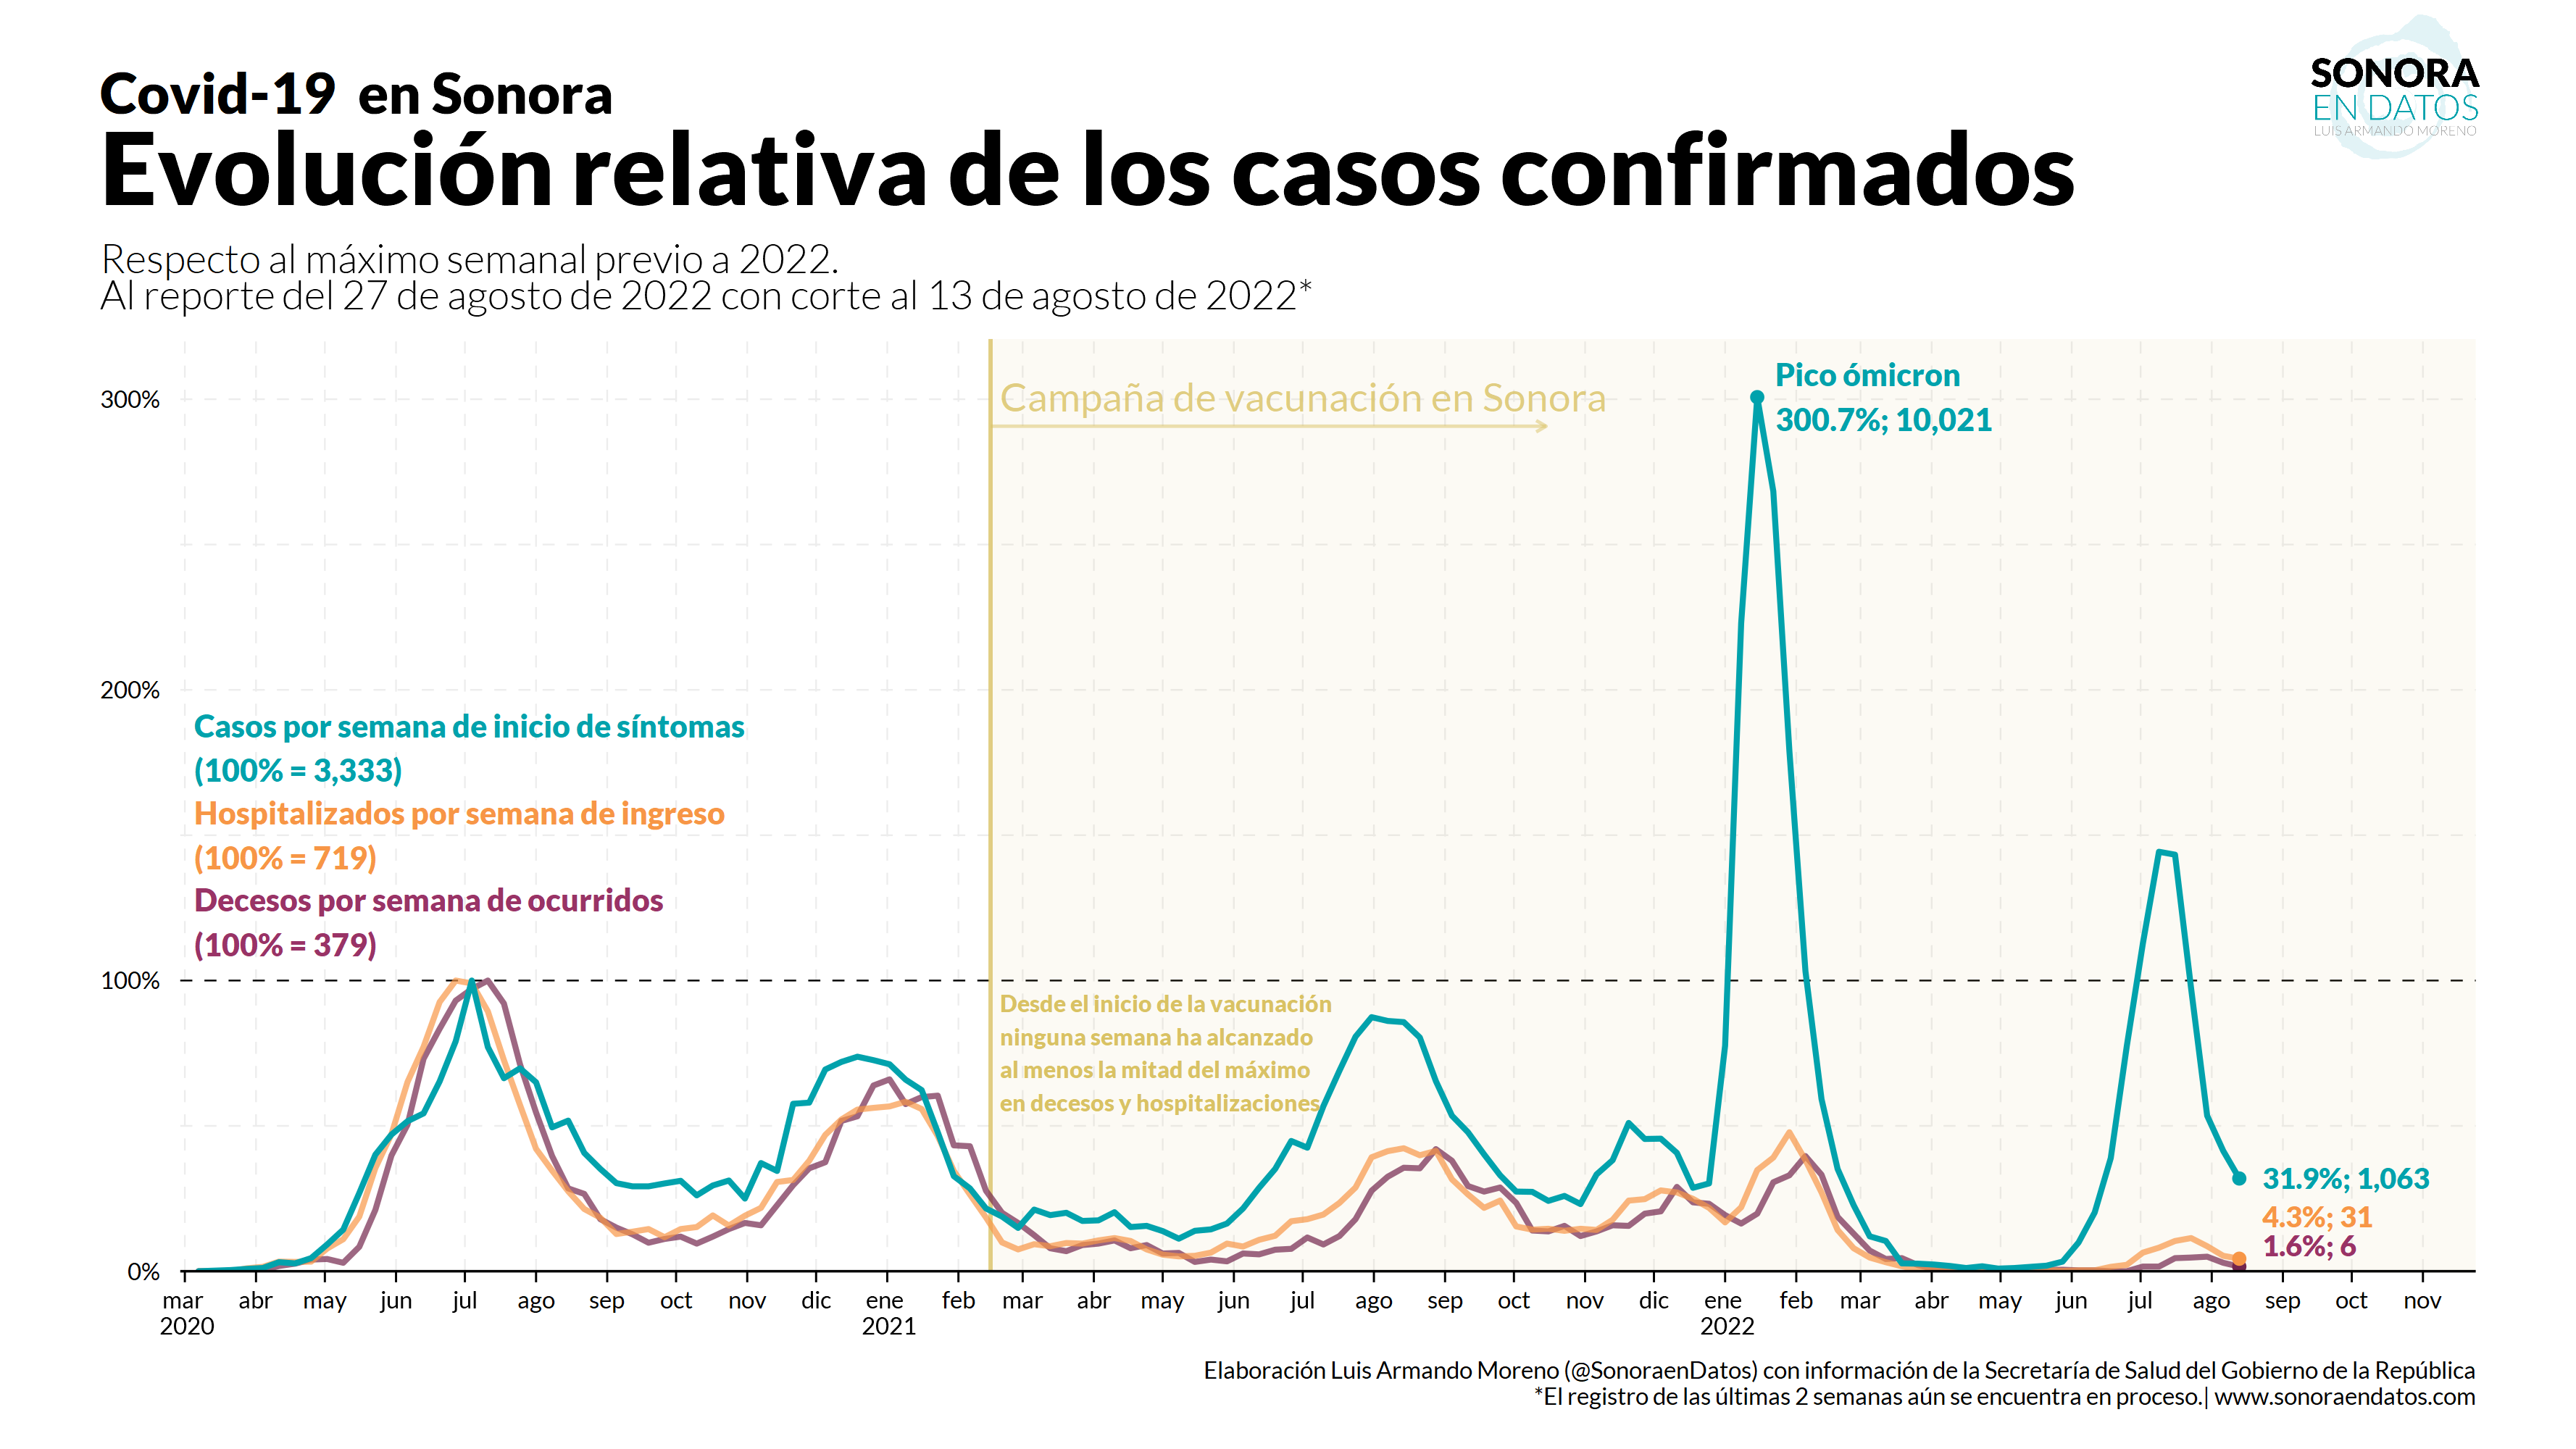 SONORA
EN DATOS
LUIS ARMANDO MORENO
Covid-19 en Sonora
Evolución relativa de los casos confirmados
Respecto al máximo semanal previo a 2022.
Al reporte del 27 de agosto de 2022 con corte al 13 de agosto de 2022*
300%
200%
100%
0%
Campaña de vacunación en Sonora
Pico ómicron
300.7%; 10,021
Casos por semana de inicio de síntomas
(100% = 3,333)
Hospitalizados por semana de ingreso
(100% = 719)
Decesos por semana de ocurridos
(100% = 379)
Desde el inicio de la vacunación
ninguna semana ha alcanzado
al menos la mitad del máximo
en decesos y hospitalizaciones
31.9%; 1,063
4.3%; 31
1.6%; 6
mar abr may jun jul ago sep oct nov dic ene feb mar abr may jun jul ago sep oct nov dic ene feb mar abr may jun jul ago sep oct nov
2020 2021 2022
Elaboración Luis Armando Moreno (@SonoraenDatos) con información de la Secretaría de Salud del Gobierno de la República
*El registro de las últimas 2 semanas aún se encuentra en proceso.| www.sonoraendatos.com